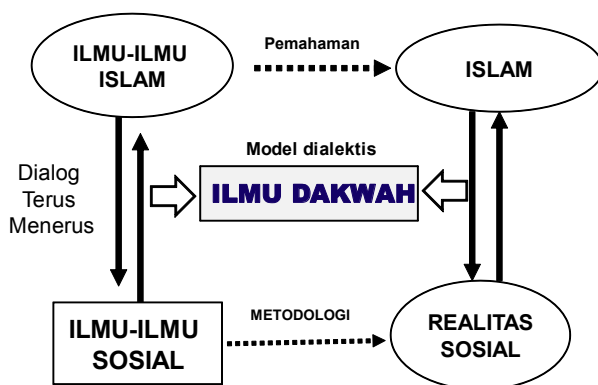 ILMU-ILMU
ISLAM
Pemahaman
ISLAM
Model dialektis
Dialog
Terus
Menerus
ILMU DAKWAH
ILMU-ILMU
SOSIAL
METODOLOGI
REALITAS
SOSIAL